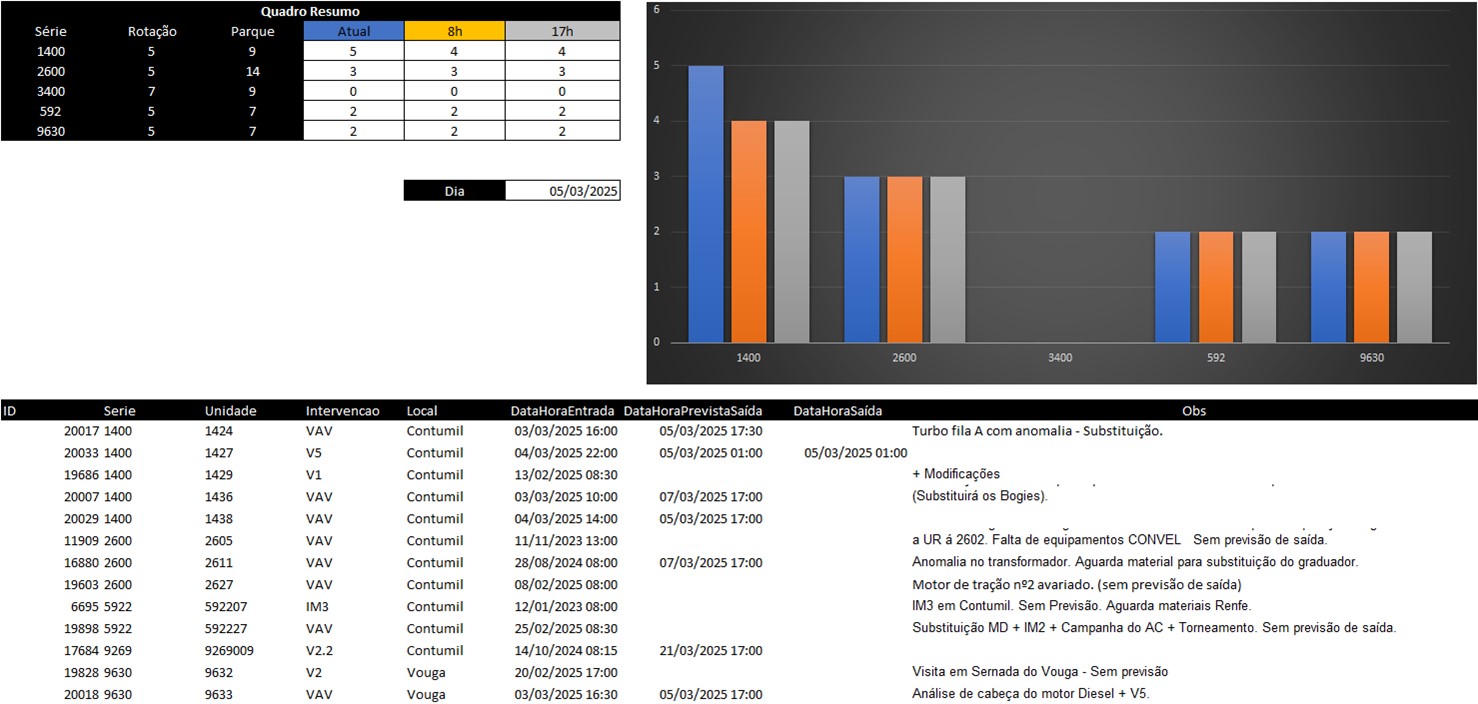 Quadro Resumo
Série Rotação Parque Atual 8h 17h
1400 5 9 5 4 4
2600 5 14 3 3 3
3400 7 9 0 0 0
592 5 7 2 2 2
9630 5 7 2 2 2
Dia 05/03/2025
6
5
4
3
2
1
0
1400 2600 3400 592 9630
ID Serie Unidade Intervencao Local DataHoraEntrada DataHoraPrevistaSaída DataHoraSaída Obs
20017 1400 1424 VAV Contumil 03/03/2025 16:00 05/03/2025 17:30 Turbo fila A com anomalia - Substituição.
20033 1400 1427 V5 Contumil 04/03/2025 22:00 05/03/2025 01:00 05/03/2025 01:00
19686 1400 1429 V1 Contumil 13/02/2025 08:30 + Modificações
20007 1400 1436 VAV Contumil 03/03/2025 10:00 07/03/2025 17:00 (Substituirá os Bogies).
20029 1400 1438 VAV Contumil 04/03/2025 14:00 05/03/2025 17:00
11909 2600 2605 VAV Contumil 11/11/2023 13:00 a UR á 2602. Falta de equipamentos CONVEL Sem previsão de saída.
16880 2600 2611 VAV Contumil 28/08/2024 08:00 07/03/2025 17:00 Anomalia no transformador. Aguarda material para substituição do graduador.
19603 2600 2627 VAV Contumil 08/02/2025 08:00 Motor de tração nº2 avariado. (sem previsão de saída)
6695 5922 592207 IM3 Contumil 12/01/2023 08:00 IM3 em Contumil. Sem Previsão. Aguarda materiais Renfe.
19898 5922 592227 VAV Contumil 25/02/2025 08:30 Substituição MD + IM2 + Campanha do AC + Torneamento. Sem previsão de saída.
17684 9269 9269009 V2.2 Contumil 14/10/2024 08:15 21/03/2025 17:00
19828 9630 9632 V2 Vouga 20/02/2025 17:00 Visita em Sernada do Vouga - Sem previsão
20018 9630 9633 VAV Vouga 03/03/2025 16:30 05/03/2025 17:00 Análise de cabeça do motor Diesel + V5.